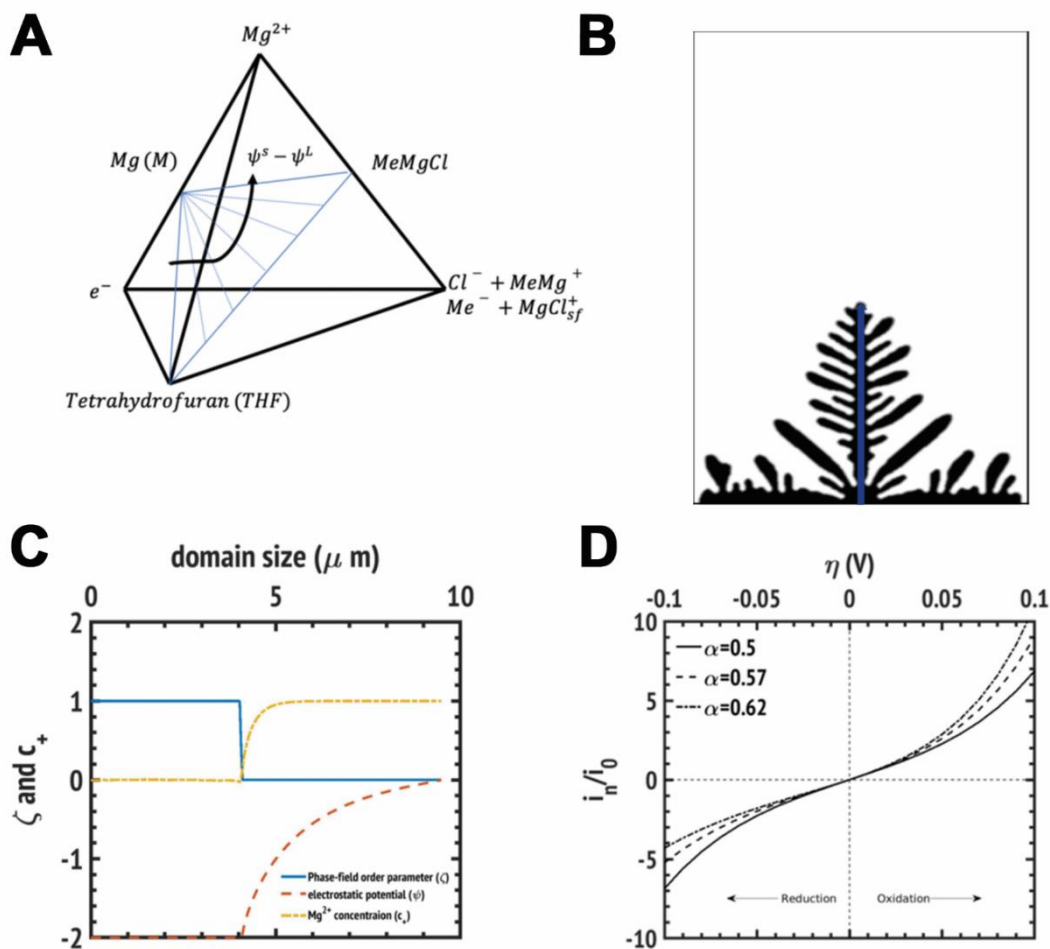 A
Mg2+
Mg (M)
ψs − ψL
MeMgCl
e−
Cl− + MeMg+
Me− + MgCl+sf
Tetrahydrofuran (THF)
B
C
domain size (μ m)
0 5 10
2
1
0
-1
-2
ζ and c+
Phase-field order parameter (ζ)
electrostatic potential (ψ)
Mg2+ concentraion (c+)
D
η (V)
-0.1 -0.05 0 0.05 0.1
10
5
0
-5
-10
in/i0
α=0.5
α=0.57
α=0.62
Reduction Oxidation